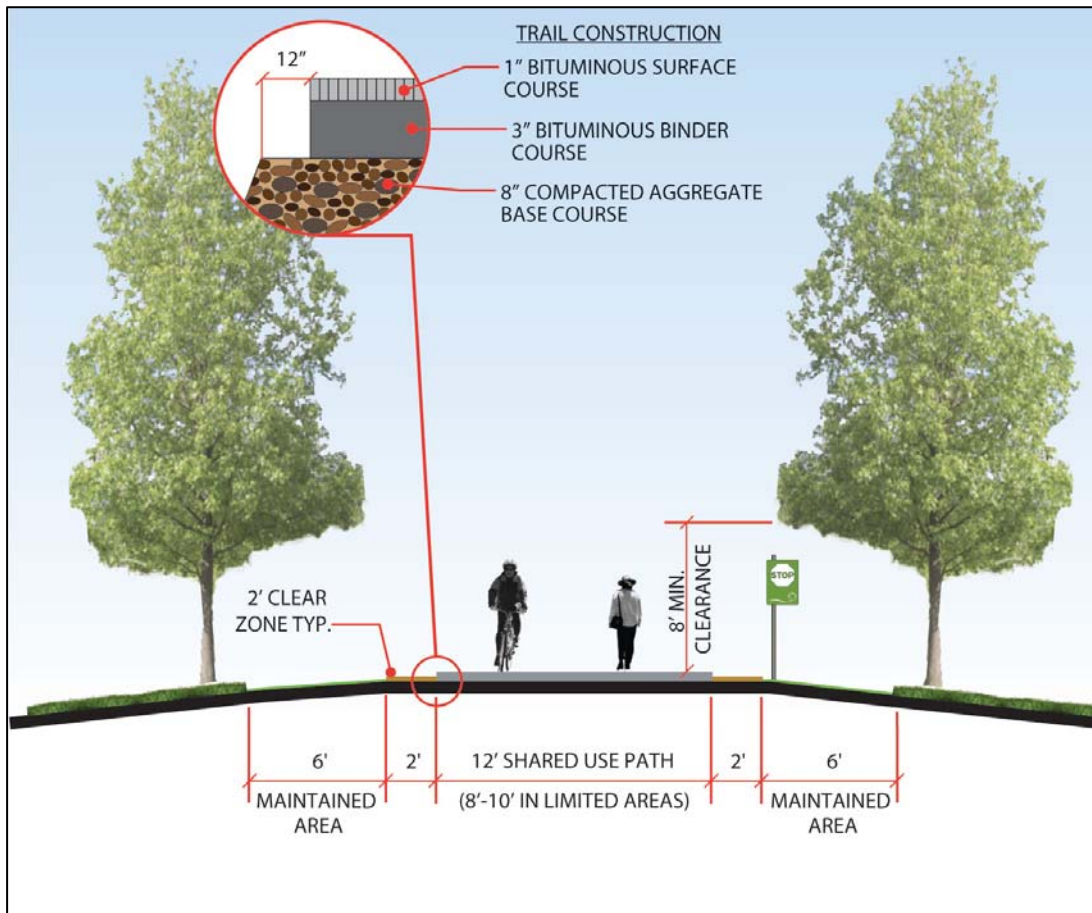 TRAIL CONSTRUCTION
12”
1” BITUMINOUS SURFACE
COURSE
3” BITUMINOUS BINDER
COURSE
8” COMPACTED AGGREGATE
BASE COURSE
8’ MIN.
CLEARANCE
STOP
2’ CLEAR
ZONE TYP.
6'
2'
12’ SHARED USE PATH
2'
6'
MAINTAINED
AREA
(8’-10’ IN LIMITED AREAS)
MAINTAINED
AREA